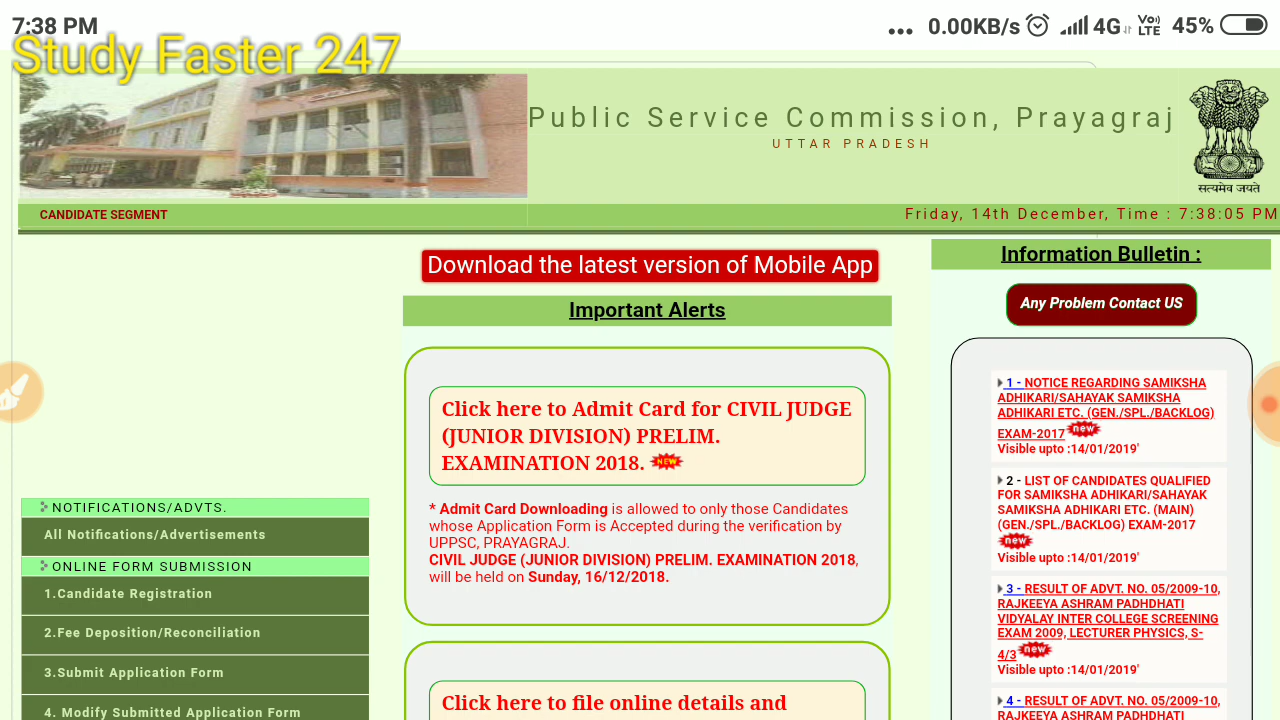 7:38 PM
... 0.00KB/s 4G Vo) LTE 45%
Study Faster 247
Public Service Commission, Prayagraj
UTTAR PRADESH
सत्यमेव जयते
CANDIDATE SEGMENT
Friday, 14th December, Time : 7:38:05 PM
NOTIFICATIONS/ADVTS.
All Notifications/Advertisements
ONLINE FORM SUBMISSION
1.Candidate Registration
2.Fee Deposition/Reconciliation
3.Submit Application Form
4. Modify Submitted Application Form
Download the latest version of Mobile App
Important Alerts
Click here to Admit Card for CIVIL JUDGE
(JUNIOR DIVISION) PRELIM.
EXAMINATION 2018. NEW
* Admit Card Downloading is allowed to only those Candidates
whose Application Form is Accepted during the verification by
UPPSC, PRAYAGRAJ.
CIVIL JUDGE (JUNIOR DIVISION) PRELIM. EXAMINATION 2018,
will be held on Sunday, 16/12/2018.
Click here to file online details and
Information Bulletin :
Any Problem Contact US
1 - NOTICE REGARDING SAMIKSHA
ADHIKARI/SAHAYAK SAMIKSHA
ADHIKARI ETC. (GEN./SPL./BACKLOG)
EXAM-2017 new
Visible upto :14/01/2019'
2 - LIST OF CANDIDATES QUALIFIED
FOR SAMIKSHA ADHIKARI/SAHAYAK
SAMIKSHA ADHIKARI ETC. (MAIN)
(GEN./SPL./BACKLOG) EXAM-2017
new
Visible upto :14/01/2019'
3 - RESULT OF ADVT. NO. 05/2009-10,
RAJKEEYA ASHRAM PADHDHATI
VIDYALAY INTER COLLEGE SCREENING
EXAM 2009, LECTURER PHYSICS, S-
4/3 new
Visible upto :14/01/2019'
4 - RESULT OF ADVT. NO. 05/2009-10,
RAJKEEYA ASHRAM PADHDHATI